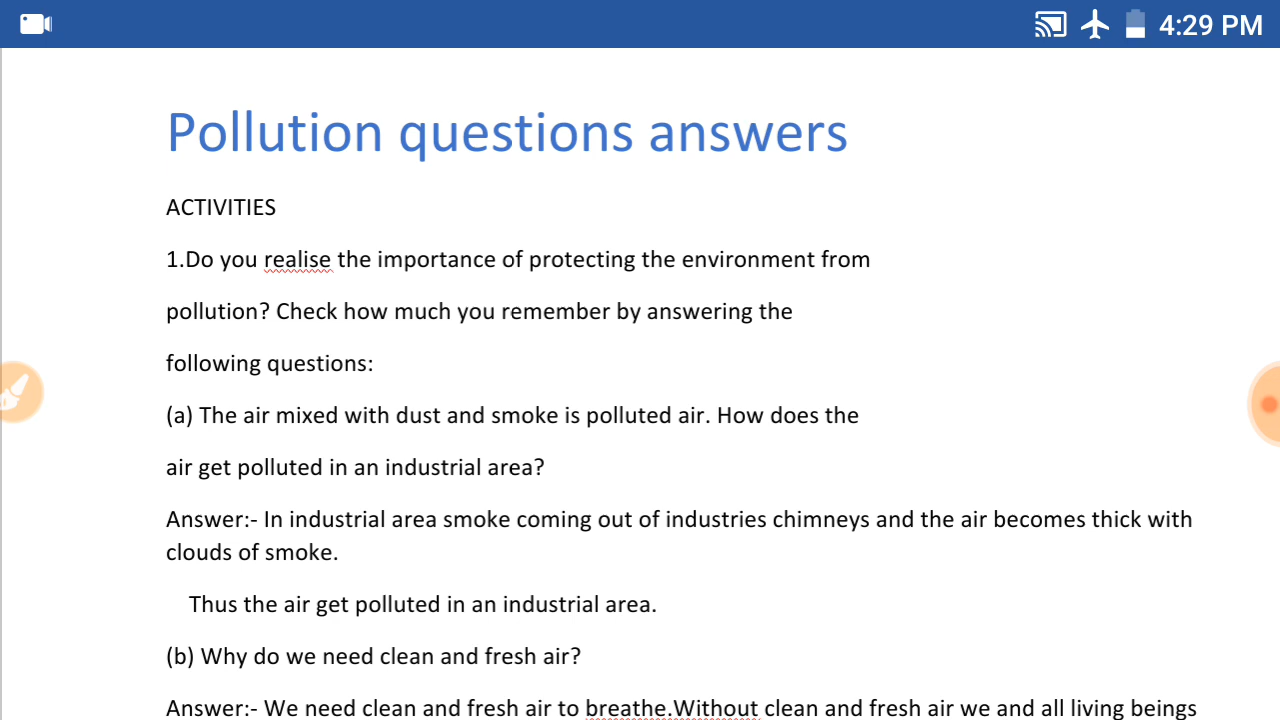 4:29 PM
Pollution questions answers
ACTIVITIES
1.Do you realise the importance of protecting the environment from
pollution? Check how much you remember by answering the
following questions:
(a) The air mixed with dust and smoke is polluted air. How does the
air get polluted in an industrial area?
Answer:- In industrial area smoke coming out of industries chimneys and the air becomes thick with
clouds of smoke.
Thus the air get polluted in an industrial area.
(b) Why do we need clean and fresh air?
Answer:- We need clean and fresh air to breathe.Without clean and fresh air we and all living beings